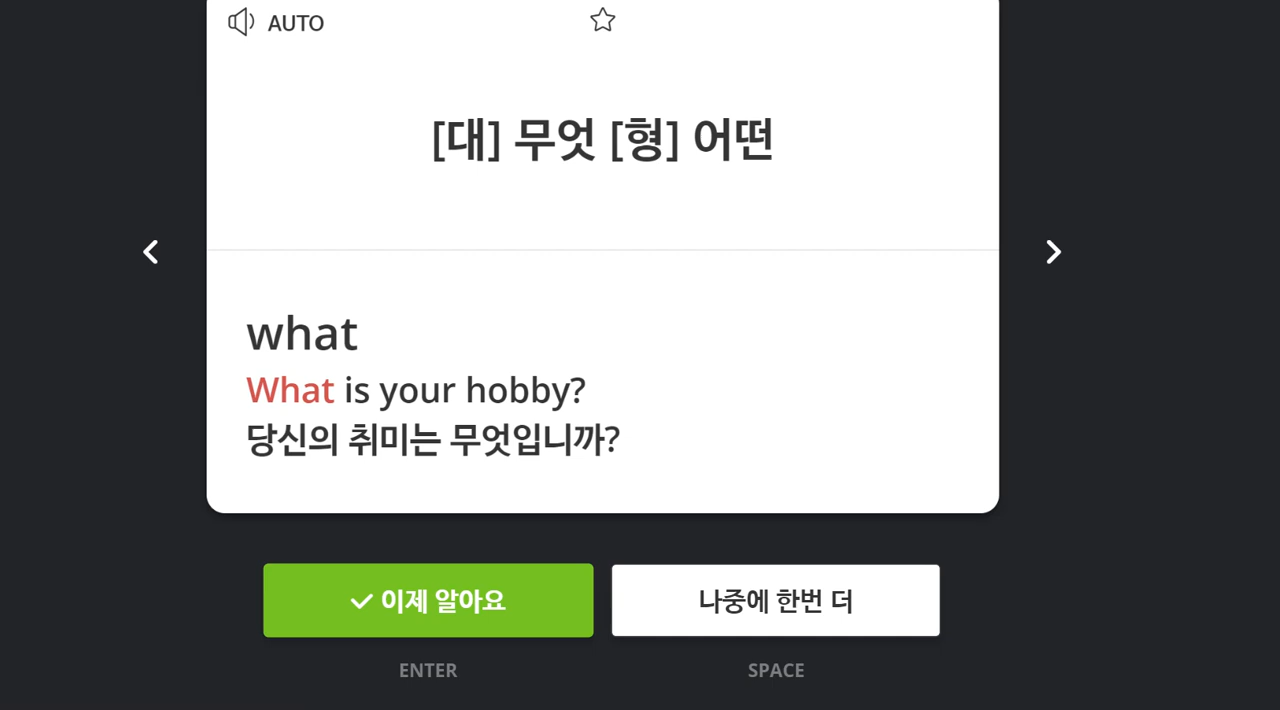 AUTO
[대] 무엇 [형] 어떤
what
What is your hobby?
당신의 취미는 무엇입니까?
이제 알아요
나중에 한번 더
ENTER
SPACE